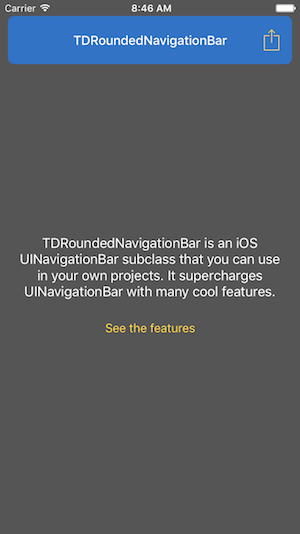 Carrier 8:46 AM
TDRoundedNavigationBar
TDRoundedNavigationBar is an iOS
UINavigationBar subclass that you can use
in your own projects. It supercharges
UINavigationBar with many cool features.
See the features